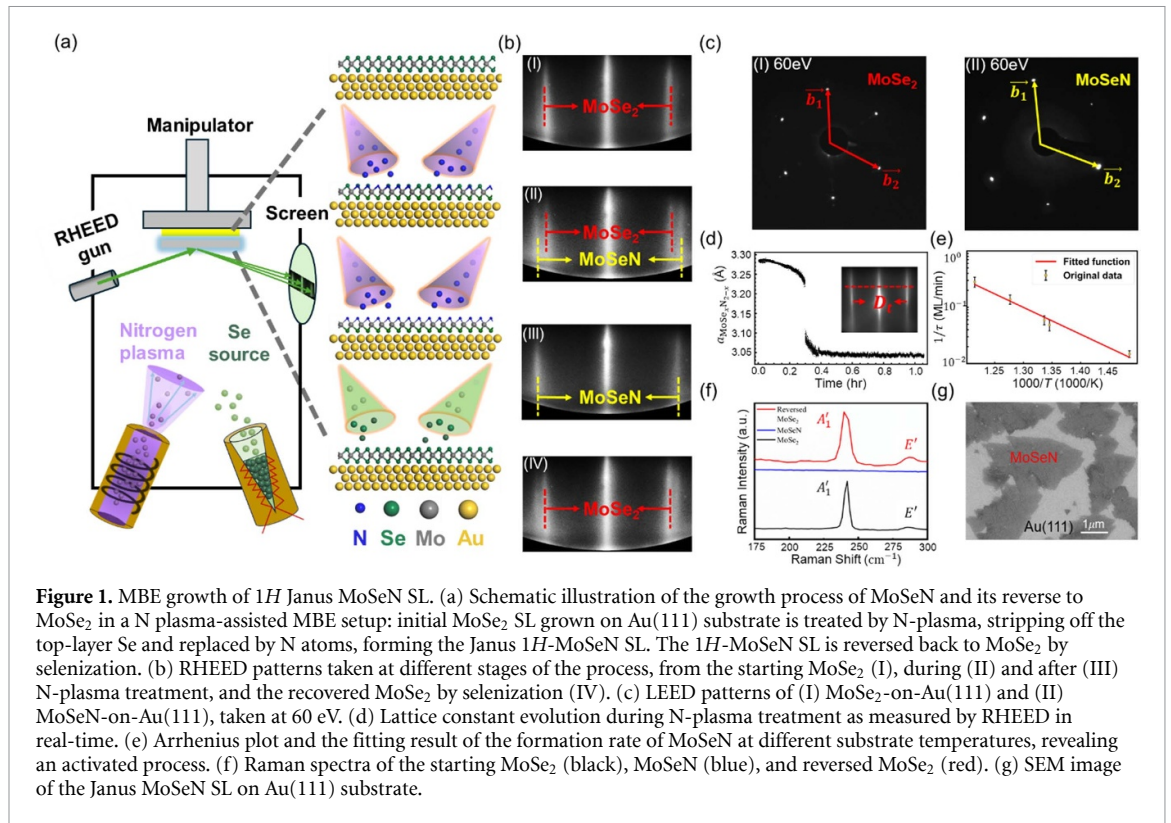 (a)
Manipulator
RHEED
gun
Screen
Nitrogen
plasma
Se
source
N Se Mo Au
(b)
(I)
MoSe₂
(II)
MoSe₂
MoSeN
(III)
MoSeN
(IV)
MoSe₂
(c)
(I) 60eV
MoSe₂
b₁
b₂
(II) 60eV
MoSeN
b₁
b₂
(d)
3.30
3.25
3.20
3.15
3.10
3.05
a MoSeₓN₂₋ₓ (Å)
Dₜ
0.0 0.2 0.4 0.6 0.8 1.0
Time (hr)
(e)
10⁰
10⁻¹
10⁻²
1/τ (ML/min)
Fitted function
Original data
1.25 1.30 1.35 1.40 1.45
1000/T (1000/K)
(f)
Raman Intensity (a.u.)
Reversed
MoSe₂
MoSeN
MoSe₂
A′₁
E′
A′₁
E′
175 200 225 250 275 300
Raman Shift (cm⁻¹)
(g)
MoSeN
Au(111)
1μm
Figure 1. MBE growth of 1H Janus MoSeN SL. (a) Schematic illustration of the growth process of MoSeN and its reverse to
MoSe₂ in a N plasma-assisted MBE setup: initial MoSe₂ SL grown on Au(111) substrate is treated by N-plasma, stripping off the
top-layer Se and replaced by N atoms, forming the Janus 1H-MoSeN SL. The 1H-MoSeN SL is reversed back to MoSe₂ by
selenization. (b) RHEED patterns taken at different stages of the process, from the starting MoSe₂ (I), during (II) and after (III)
N-plasma treatment, and the recovered MoSe₂ by selenization (IV). (c) LEED patterns of (I) MoSe₂-on-Au(111) and (II)
MoSeN-on-Au(111), taken at 60 eV. (d) Lattice constant evolution during N-plasma treatment as measured by RHEED in
real-time. (e) Arrhenius plot and the fitting result of the formation rate of MoSeN at different substrate temperatures, revealing
an activated process. (f) Raman spectra of the starting MoSe₂ (black), MoSeN (blue), and reversed MoSe₂ (red). (g) SEM image
of the Janus MoSeN SL on Au(111) substrate.